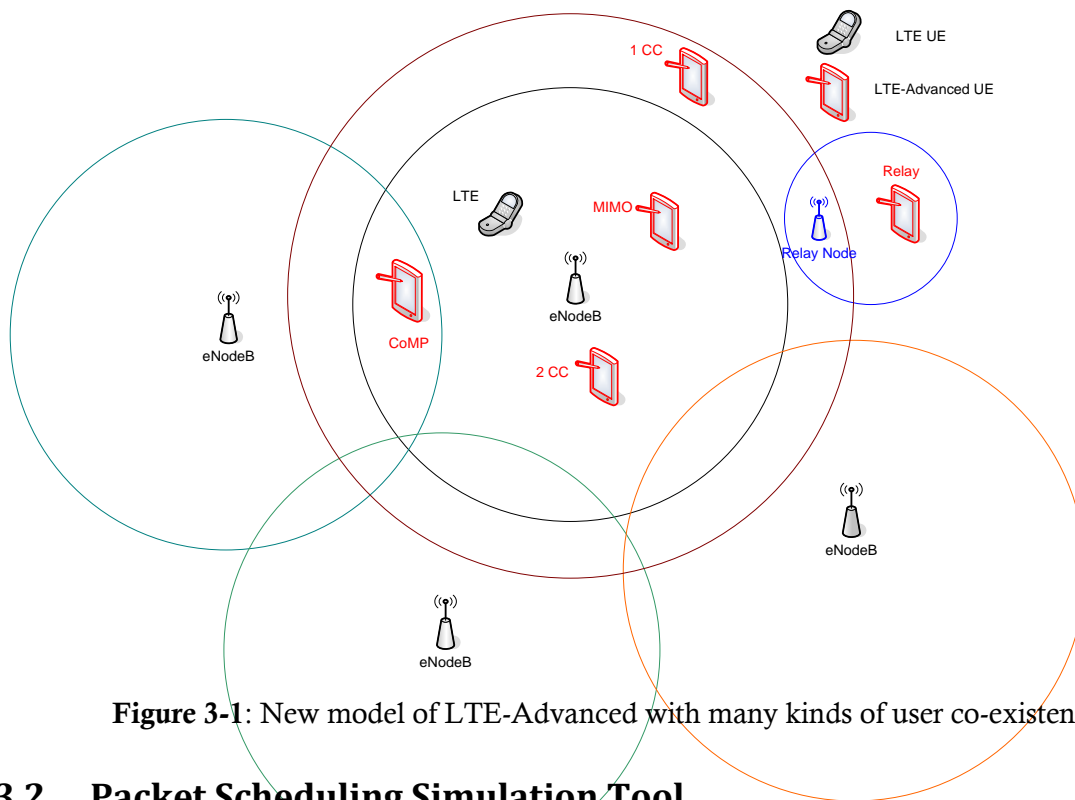 1 CC
LTE UE
LTE-Advanced UE
Relay
LTE
MIMO
Relay Node
eNodeB
CoMP
eNodeB
2 CC
eNodeB
eNodeB
Figure 3-1: New model of LTE-Advanced with many kinds of user co-existen
3.2 Packet Scheduling Simulation Tool